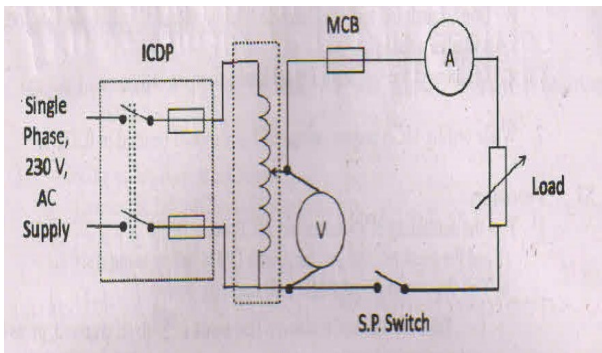 MCB
ICDP
A
Single
Phase,
230 V,
AC
Supply
Load
V
S.P. Switch